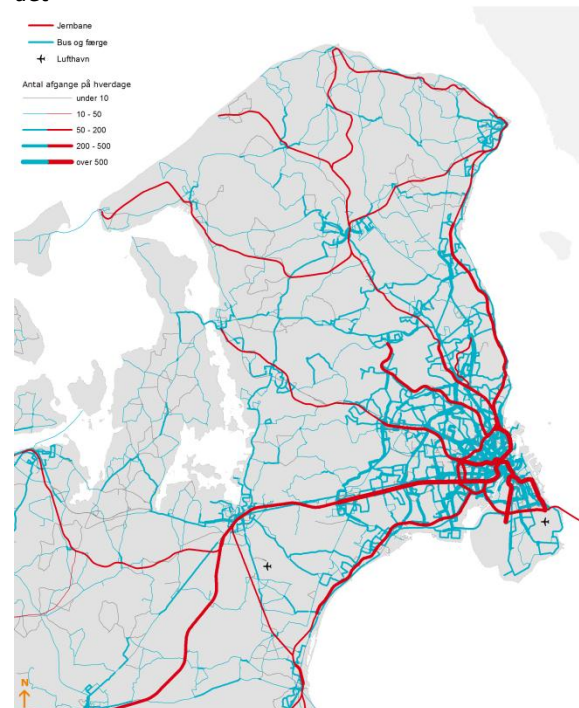 Jernbane
Bus og færge
Lufthavn
Antal afgange på hverdage
under 10
10 - 50
50 - 200
200 - 500
over 500
N